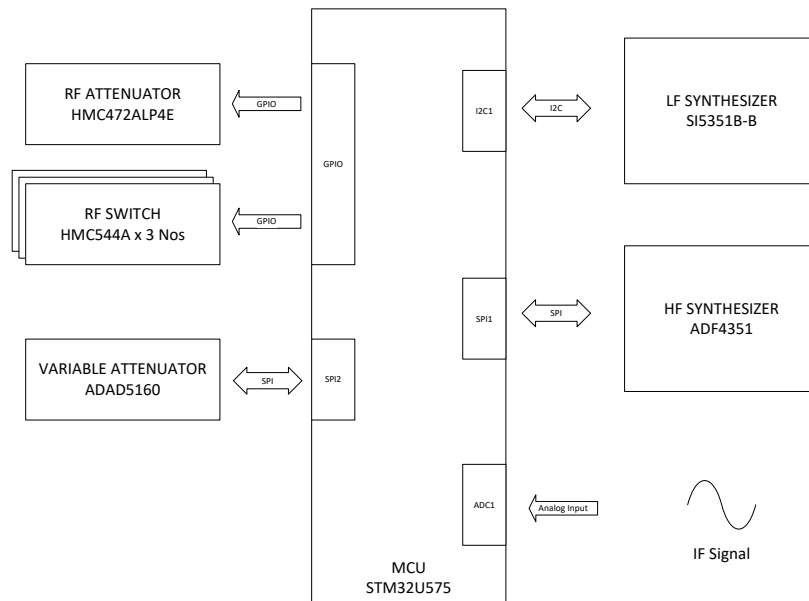 RF ATTENUATOR
HMC472ALP4E
GPIO
RF SWITCH
HMC544A x 3 Nos
GPIO
VARIABLE ATTENUATOR
ADAD5160
SPI
GPIO
SPI2
I2C1
SPI1
ADC1
MCU
STM32U575
I2C
LF SYNTHESIZER
SI5351B-B
SPI
HF SYNTHESIZER
ADF4351
Analog Input
IF Signal